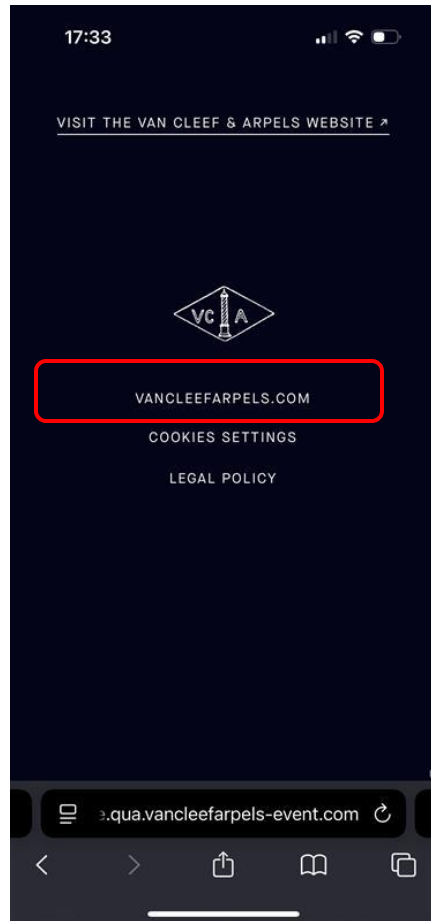 17:33
VISIT THE VAN CLEEF & ARPELS WEBSITE ↗
VC A
VANCLEEFARPELS.COM
COOKIES SETTINGS
LEGAL POLICY
.qua.vancleefarpels-event.com